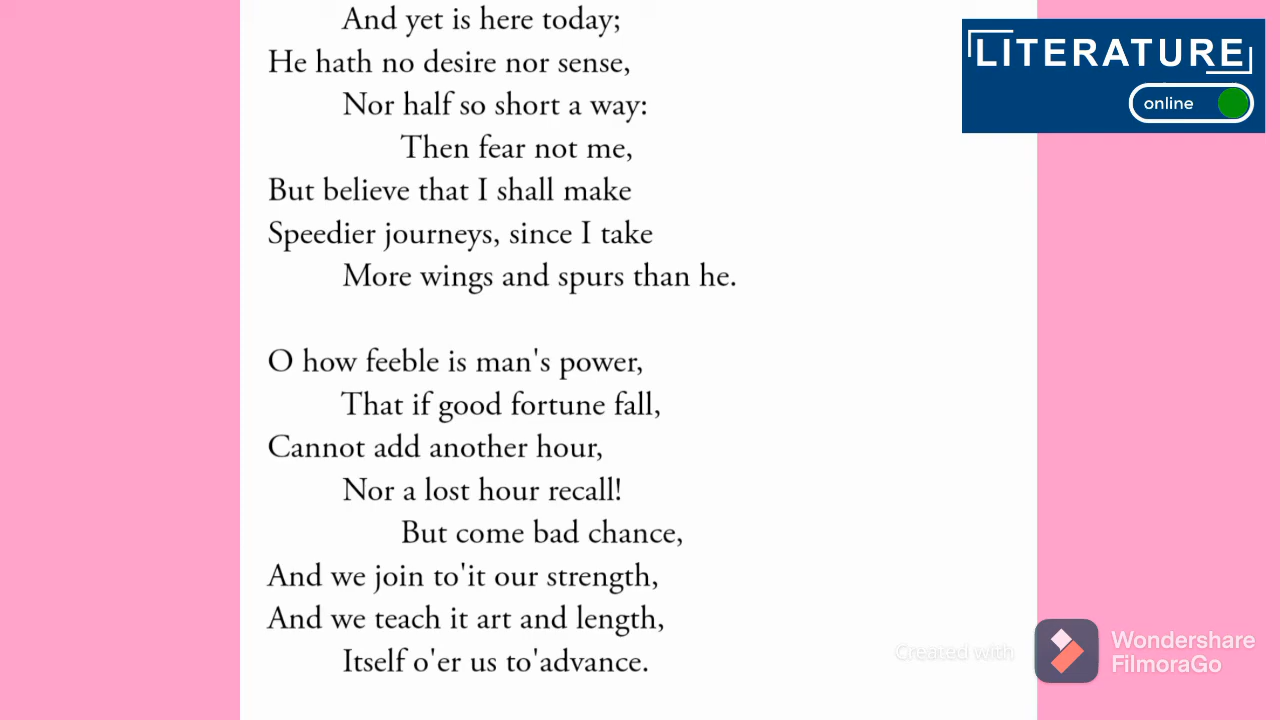 And yet is here today;
He hath no desire nor sense,
Nor half so short a way:
Then fear not me,
But believe that I shall make
Speedier journeys, since I take
More wings and spurs than he.
O how feeble is man's power,
That if good fortune fall,
Cannot add another hour,
Nor a lost hour recall!
But come bad chance,
And we join to'it our strength,
And we teach it art and length,
Itself o'er us to'advance.
LITERATURE
online
Created with
Wondershare
FilmoraGo